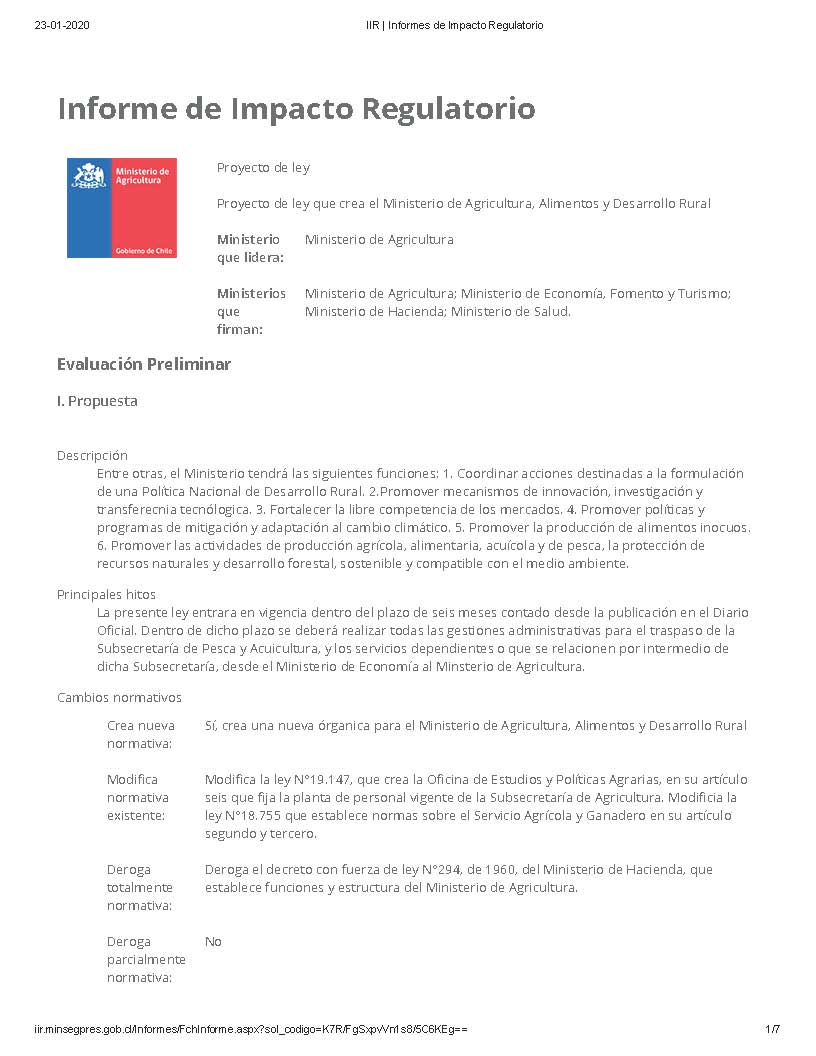 23-01-2020 IIR | Informes de Impacto Regulatorio
Informe de Impacto Regulatorio
Ministerio de
Agricultura
Gobierno de Chile
Proyecto de ley
Proyecto de ley que crea el Ministerio de Agricultura, Alimentos y Desarrollo Rural
Ministerio que lidera: Ministerio de Agricultura
Ministerios que firman: Ministerio de Agricultura; Ministerio de Economía, Fomento y Turismo;
Ministerio de Hacienda; Ministerio de Salud.
Evaluación Preliminar
I. Propuesta
Descripción
Entre otras, el Ministerio tendrá las siguientes funciones: 1. Coordinar acciones destinadas a la formulación
de una Política Nacional de Desarrollo Rural. 2.Promover mecanismos de innovación, investigación y
transferecnia tecnólogica. 3. Fortalecer la libre competencia de los mercados. 4. Promover políticas y
programas de mitigación y adaptación al cambio climático. 5. Promover la producción de alimentos inocuos.
6. Promover las actividades de producción agrícola, alimentaria, acuícola y de pesca, la protección de
recursos naturales y desarrollo forestal, sostenible y compatible con el medio ambiente.
Principales hitos
La presente ley entrara en vigencia dentro del plazo de seis meses contado desde la publicación en el Diario
Oficial. Dentro de dicho plazo se deberá realizar todas las gestiones administrativas para el traspaso de la
Subsecretaría de Pesca y Acuicultura, y los servicios dependientes o que se relacionen por intermedio de
dicha Subsecretaría, desde el Ministerio de Economía al Minsterio de Agricultura.
Cambios normativos
Crea nueva
normativa:
Sí, crea una nueva órganica para el Ministerio de Agricultura, Alimentos y Desarrollo Rural
Modifica
normativa
existente:
Modifica la ley N°19.147, que crea la Oficina de Estudios y Políticas Agrarias, en su artículo
seis que fija la planta de personal vigente de la Subsecretaría de Agricultura. Modificia la
ley N°18.755 que establece normas sobre el Servicio Agrícola y Ganadero en su artículo
segundo y tercero.
Deroga
totalmente
normativa:
Deroga el decreto con fuerza de ley N°294, de 1960, del Ministerio de Hacienda, que
establece funciones y estructura del Ministerio de Agricultura.
Deroga
parcialmente
normativa:
No
iir.minsegpres.gob.cl/Informes/FchInforme.aspx?sol_codigo=K7R/FgSxpvVn1s8/5C6KEg== 1/7